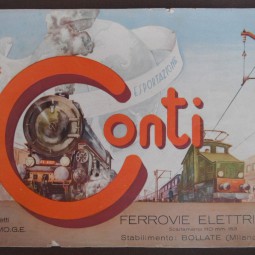 ESPORTAZIONE
Conti
FERROVIE ELETTRI
Stabilimento: BOLLATE (Milano